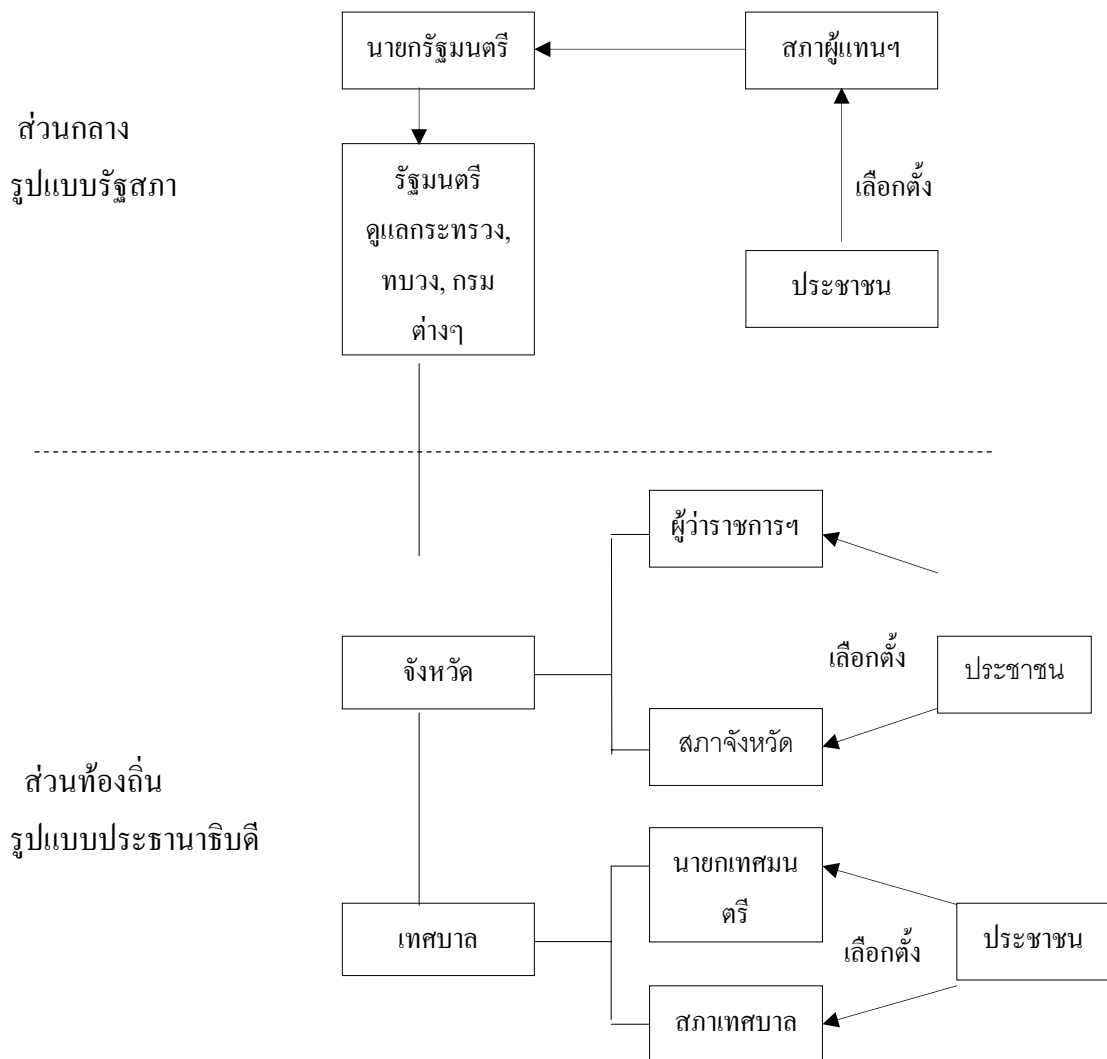 นายกรัฐมนตรี
สภาผู้แทนฯ
ส่วนกลาง
รูปแบบรัฐสภา
รัฐมนตรี
ดูแลกระทรวง,
ทบวง, กรม
ต่างๆ
เลือกตั้ง
ประชาชน
ผู้ว่าราชการฯ
จังหวัด
เลือกตั้ง
ประชาชน
สภาจังหวัด
ส่วนท้องถิ่น
รูปแบบประธานาธิบดี
นายกเทศมน
ตรี
เทศบาล
เลือกตั้ง
ประชาชน
สภาเทศบาล